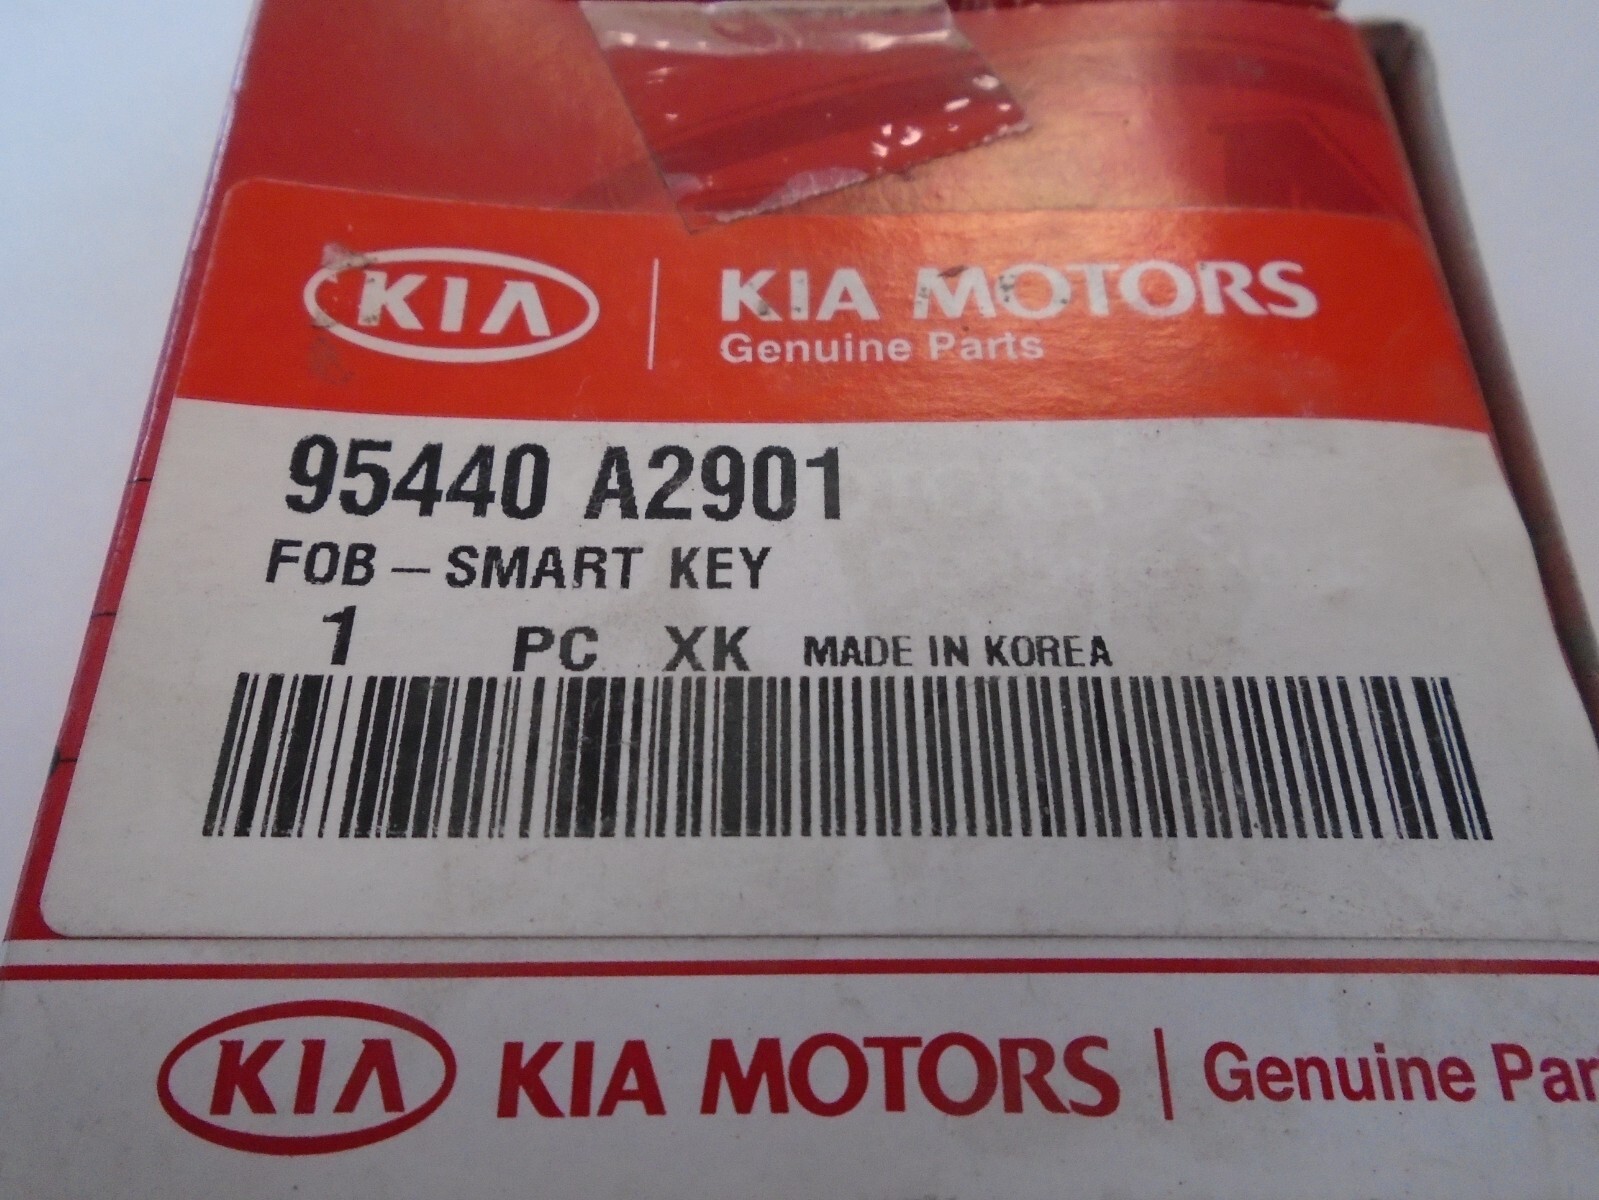 KIA
KIA MOTORS
Genuine Parts
95440 A2901
FOB - SMART KEY
1 PC XK MADE IN KOREA
KIA KIA MOTORS | Genuine Par